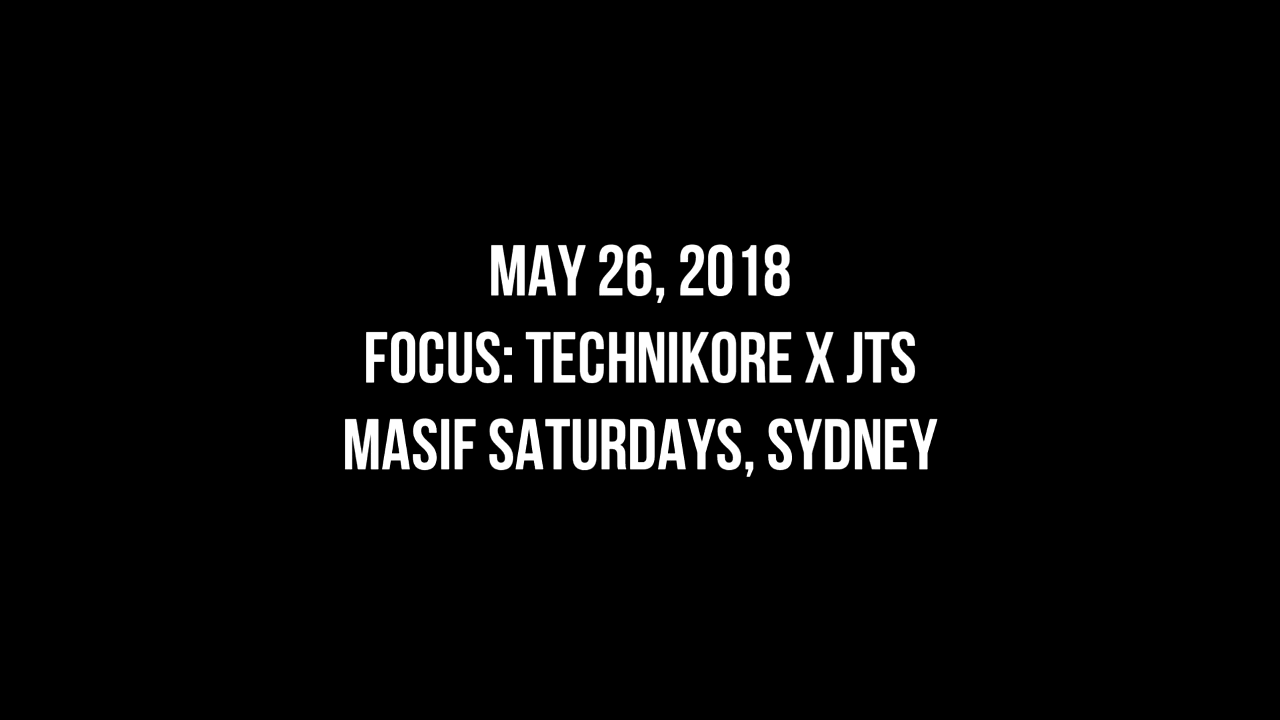 MAY 26, 2018
FOCUS: TECHNIKORE X JTS
MASIF SATURDAYS, SYDNEY